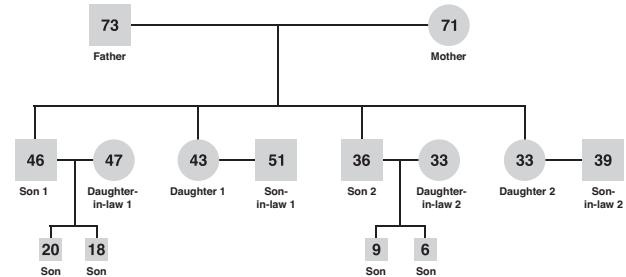 73
71
Father
Mother
46
47
43
51
36
33
33
39
Son 1
Daughter-
in-law 1
Daughter 1
Son-
in-law 1
Son 2
Daughter-
in-law 2
Daughter 2
Son-
in-law 2
20
18
9
6
Son
Son
Son
Son